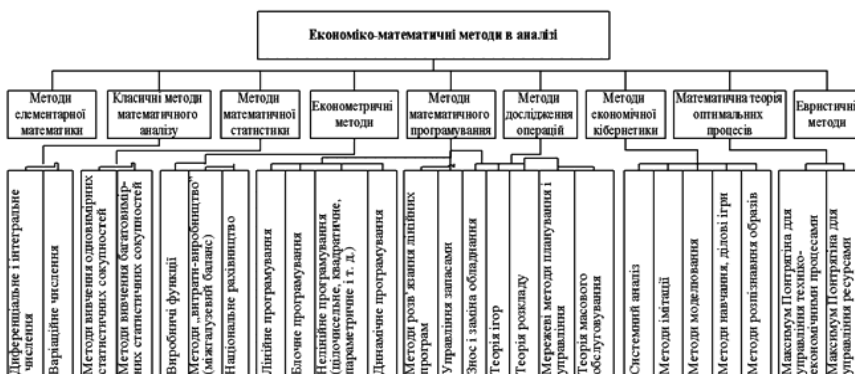 Економіко-математичні методи в аналізі
Методи
елементарної
математики
Класичні методи
математичного
аналізу
Методи
математичної
статистики
Економетричні
методи
Методи
математичного
програмування
Методи
дослідження
операцій
Методи
економічної
кібернетики
Математична теорія
оптимальних
процесів
Евристичні
методи
Диференціальне і інтегральне
числення
Варіаційне числення
Методи вивчення одновимірних
статистичних сокупностей
Методи вивчення багатовимір-
них статистичних сокупностей
Виробничі функції
Методы „витрати-виробництво"
(міжгалузевий баланс)
Національне рахівництво
Лінійне програмування
Блочне програмування
Нелінійне програмування
(цілочисельне, квадратичне,
параметричне і т. д.)
Динамічне програмування
Методи розв'язання лінійних
програм
Управління запасами
Знос і заміна обладнання
Теорія ігор
Теорія розкладу
Мережеві методи планування і
управління
Теорія масового
обслуговування
Системний аналіз
Методи імітації
Методи моделювання
Методи навчання, ділові ігри
Методи розпізнавання образів
Максимум Понтрягіна для
управління техніко-
економічними процесами
Максимум Понтрягіна для
управління ресурсами